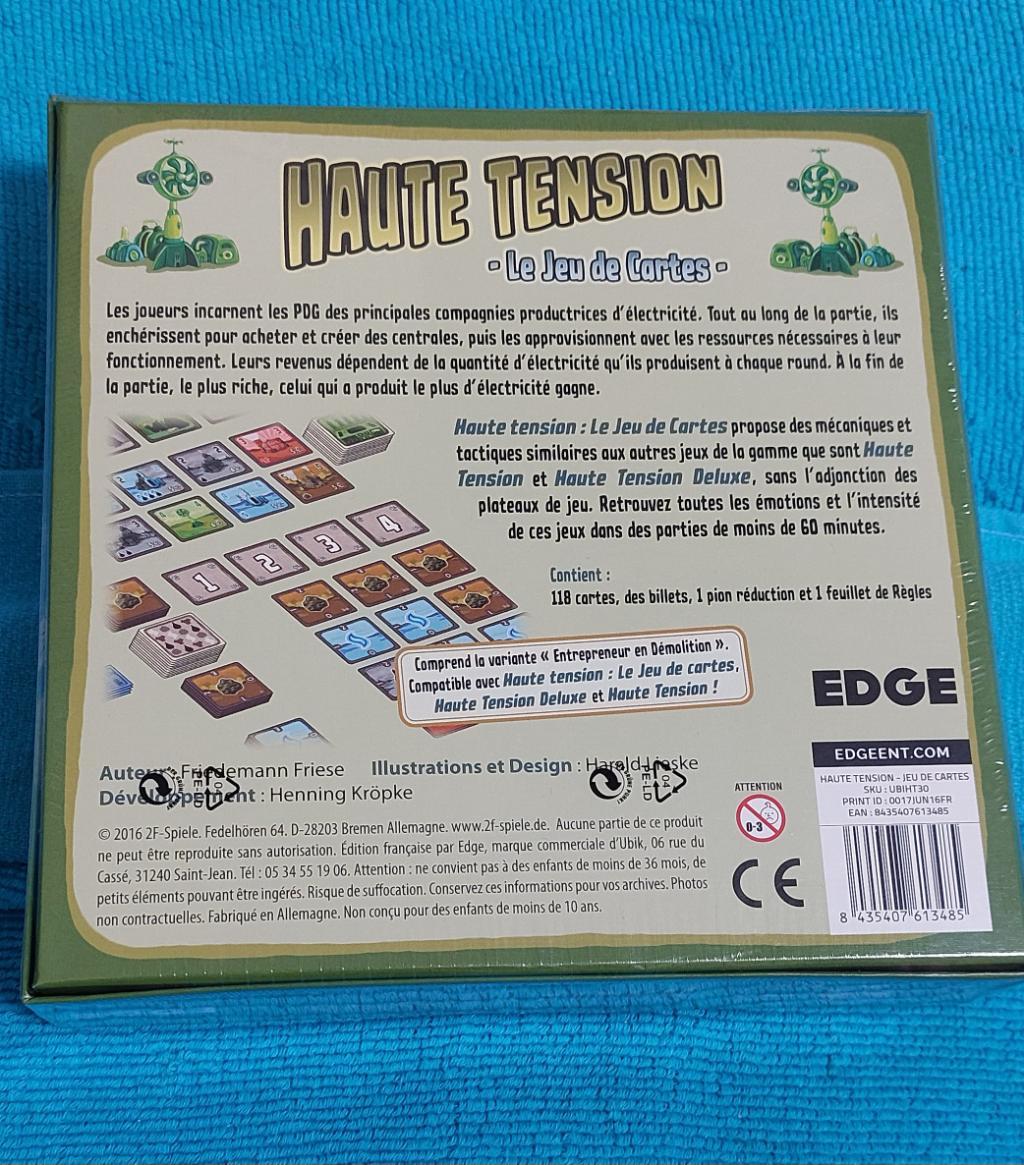 HAUTE TENSION
- Le Jeu de Cartes -
Les joueurs incarnent les PDG des principales compagnies productrices d'électricité. Tout au long de la partie, ils
enchérissent pour acheter et créer des centrales, puis les approvisionnent avec les ressources nécessaires à leur
fonctionnement. Leurs revenus dépendent de la quantité d'électricité qu'ils produisent à chaque round. À la fin de
la partie, le plus riche, celui qui a produit le plus d'électricité gagne.
Haute tension : Le Jeu de Cartes propose des mécaniques et
tactiques similaires aux autres jeux de la gamme que sont Haute
Tension et Haute Tension Deluxe, sans l'adjonction des
plateaux de jeu. Retrouvez toutes les émotions et l'intensité
de ces jeux dans des parties de moins de 60 minutes.
1 2 3 4
Contient :
118 cartes, des billets, 1 pion réduction et 1 feuillet de Règles
Comprend la variante « Entrepreneur en Démolition ».
Compatible avec Haute tension : Le Jeu de cartes,
Haute Tension Deluxe et Haute Tension !
EDGE
EDGEENT.COM
HAUTE TENSION - JEU DE CARTES
SKU : UBIHT30
PRINT ID : 0017JUN16FR
EAN : 8435407613485
8 435407 613485
Auteur : Friedemann Friese Illustrations et Design : Harald Lieske
Développement : Henning Kröpke
04
PE-LD
04
PE-LD
ATTENTION
0-3
CE
© 2016 2F-Spiele. Fedelhören 64. D-28203 Bremen Allemagne. www.2f-spiele.de. Aucune partie de ce produit
ne peut être reproduite sans autorisation. Édition française par Edge, marque commerciale d'Ubik, 06 rue du
Cassé, 31240 Saint-Jean. Tél : 05 34 55 19 06. Attention : ne convient pas à des enfants de moins de 36 mois, de
petits éléments pouvant être ingérés. Risque de suffocation. Conservez ces informations pour vos archives. Photos
non contractuelles. Fabriqué en Allemagne. Non conçu pour des enfants de moins de 10 ans.